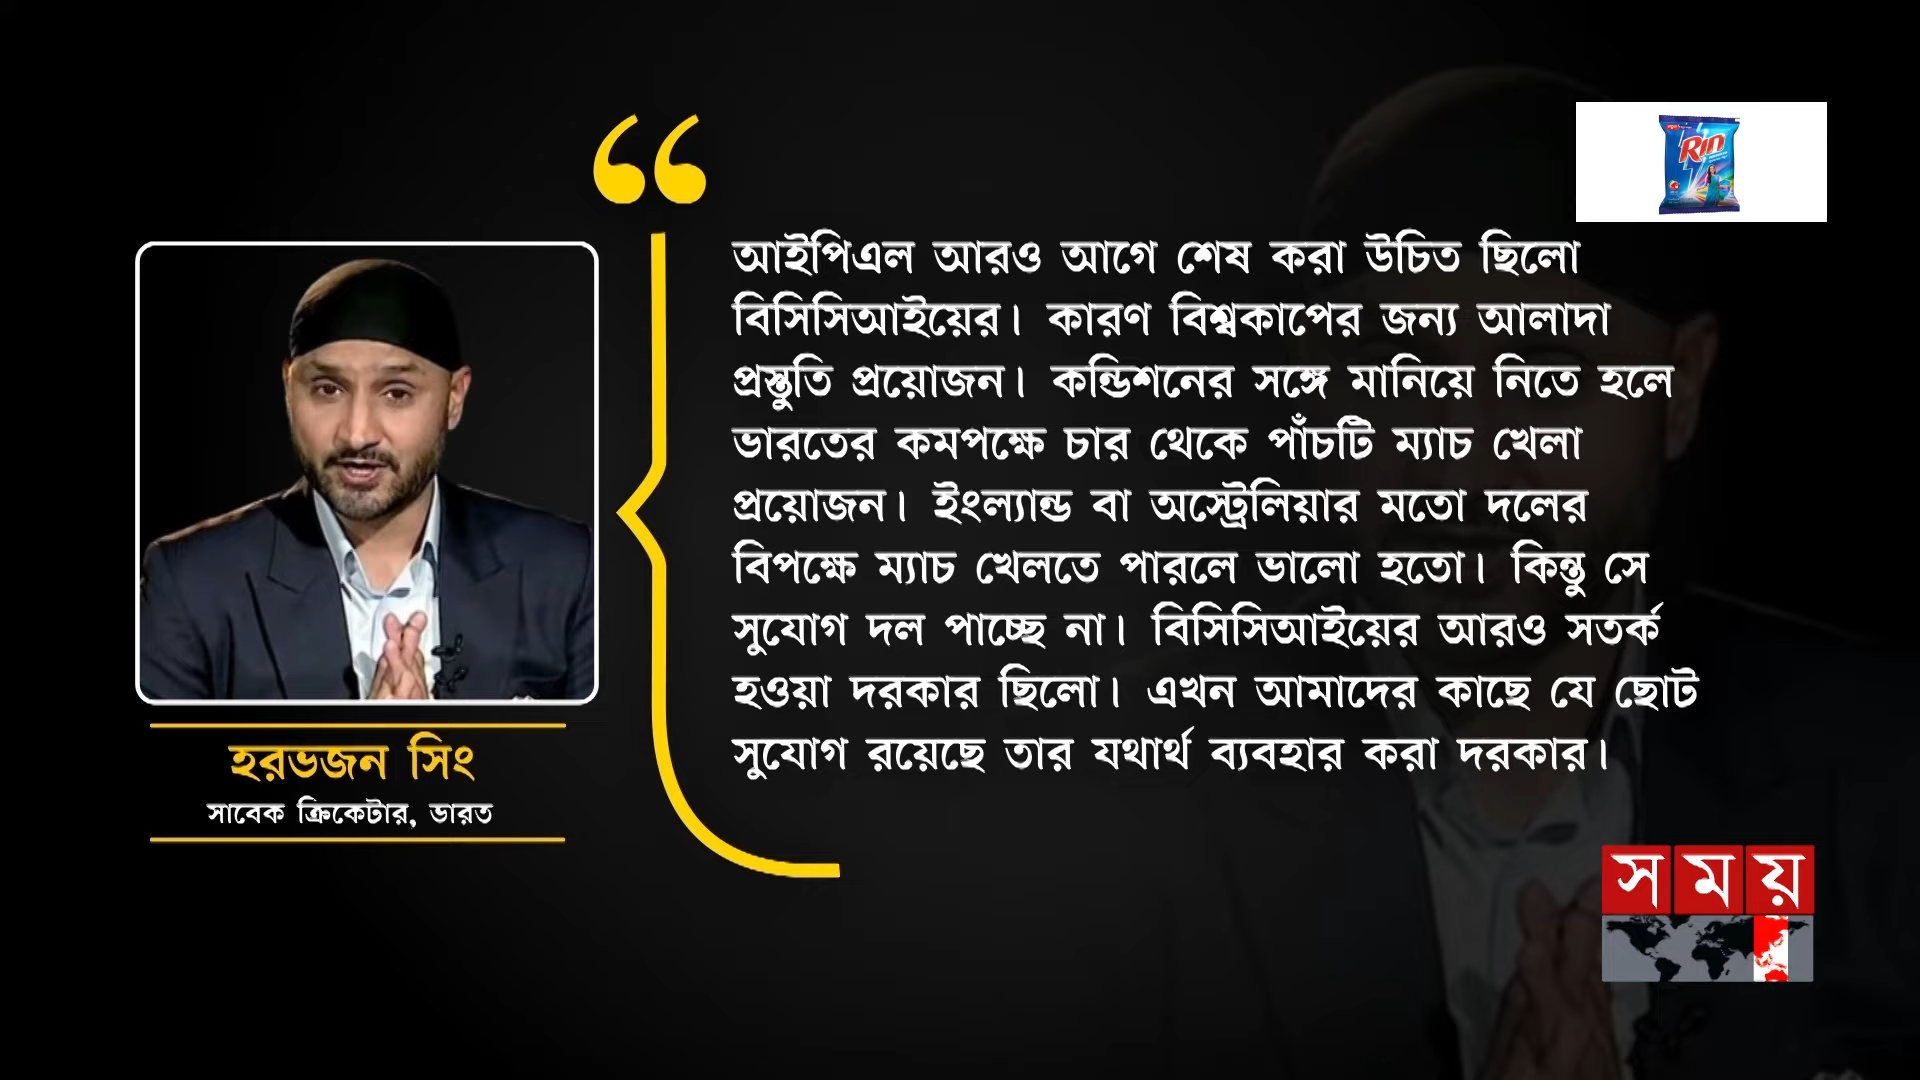 Rin
আইপিএল আরও আগে শেষ করা উচিত ছিলো
বিসিসিআইয়ের। কারণ বিশ্বকাপের জন্য আলাদা
প্রস্তুতি প্রয়োজন। কন্ডিশনের সঙ্গে মানিয়ে নিতে হলে
ভারতের কমপক্ষে চার থেকে পাঁচটি ম্যাচ খেলা
প্রয়োজন। ইংল্যান্ড বা অস্ট্রেলিয়ার মতো দলের
বিপক্ষে ম্যাচ খেলতে পারলে ভালো হতো। কিন্তু সে
সুযোগ দল পাচ্ছে না। বিসিসিআইয়ের আরও সতর্ক
হওয়া দরকার ছিলো। এখন আমাদের কাছে যে ছোট
সুযোগ রয়েছে তার যথার্থ ব্যবহার করা দরকার।
হরভজন সিং
সাবেক ক্রিকেটার, ভারত
সময়